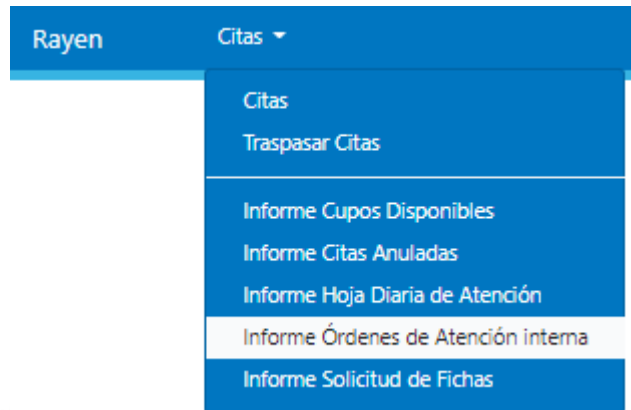 Rayen
Citas
Citas
Traspasar Citas
Informe Cupos Disponibles
Informe Citas Anuladas
Informe Hoja Diaria de Atención
Informe Órdenes de Atención interna
Informe Solicitud de Fichas